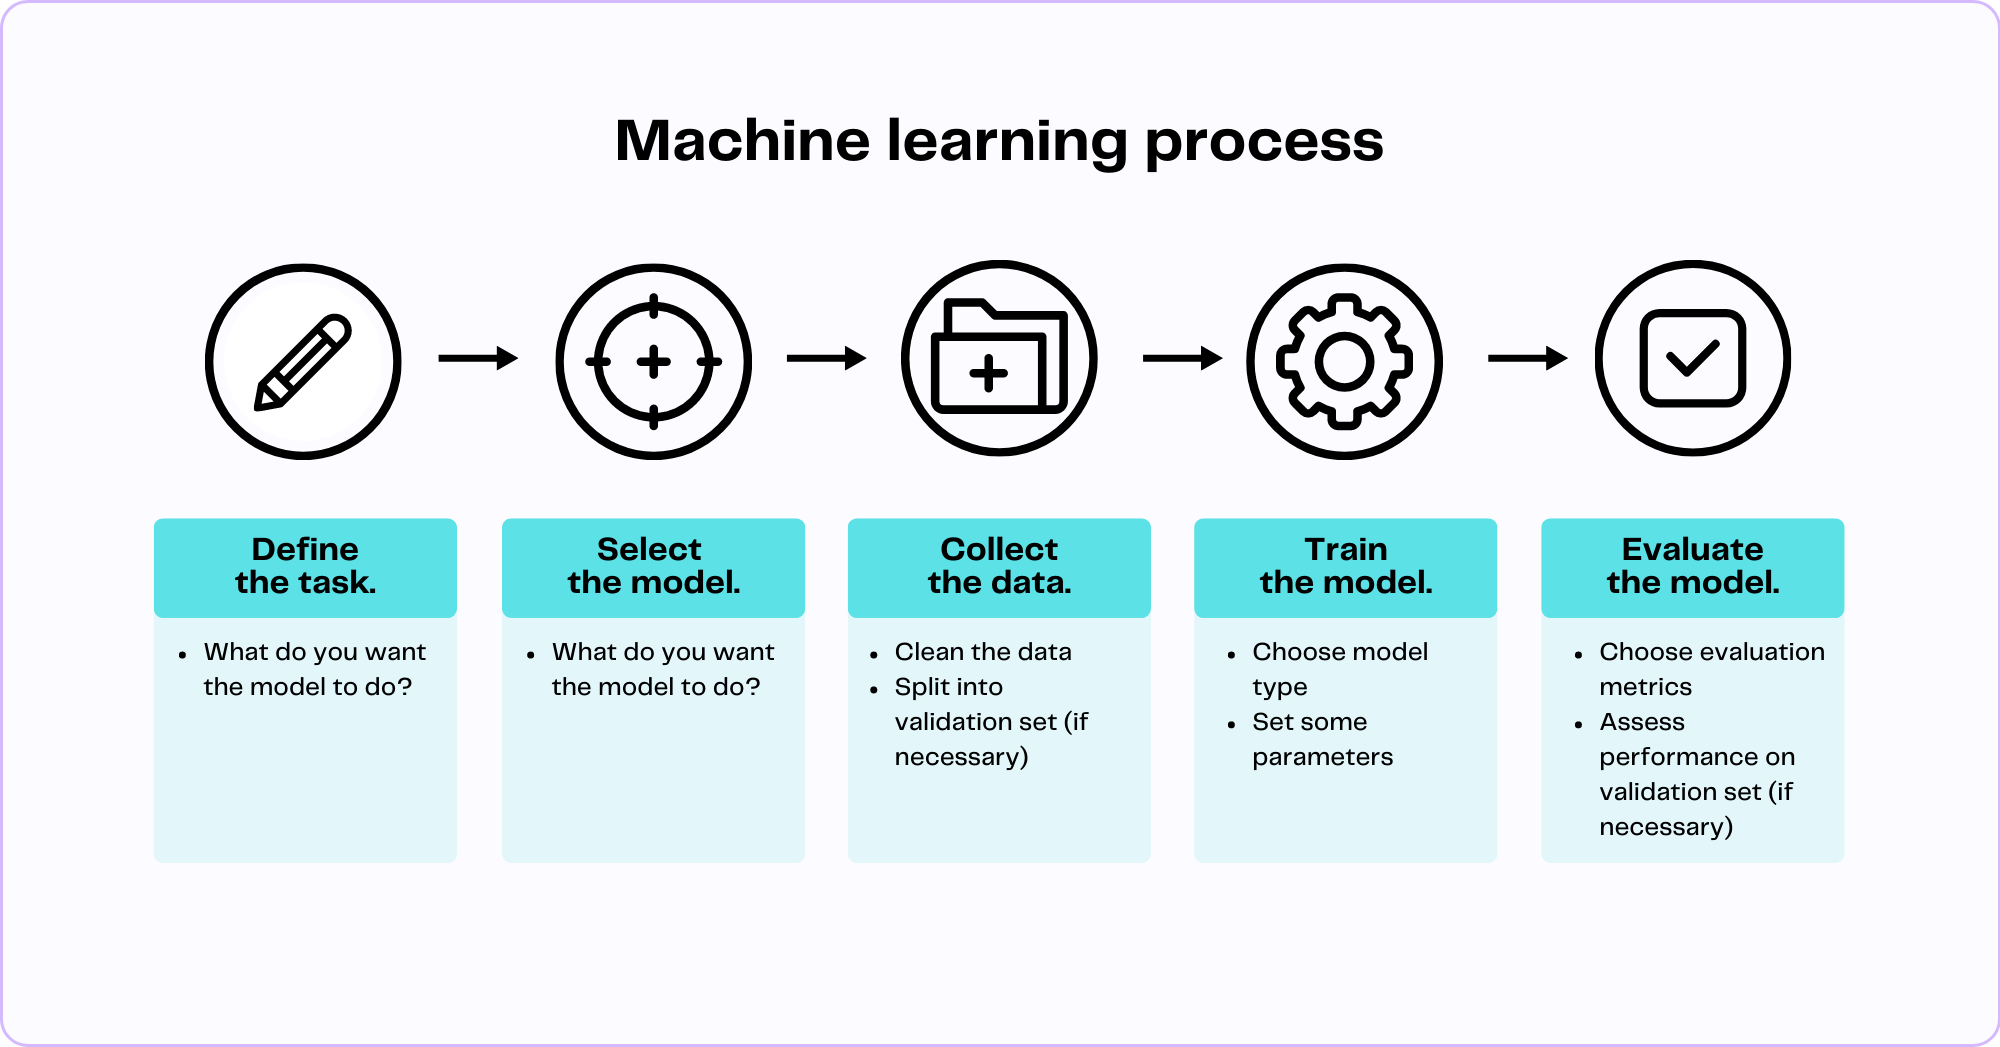 Machine learning process
Define
the task.
• What do you want
the model to do?
Select
the model.
• What do you want
the model to do?
Collect
the data.
• Clean the data
• Split into
validation set (if
necessary)
Train
the model.
• Choose model
type
• Set some
parameters
Evaluate
the model.
• Choose evaluation
metrics
• Assess
performance on
validation set (if
necessary)